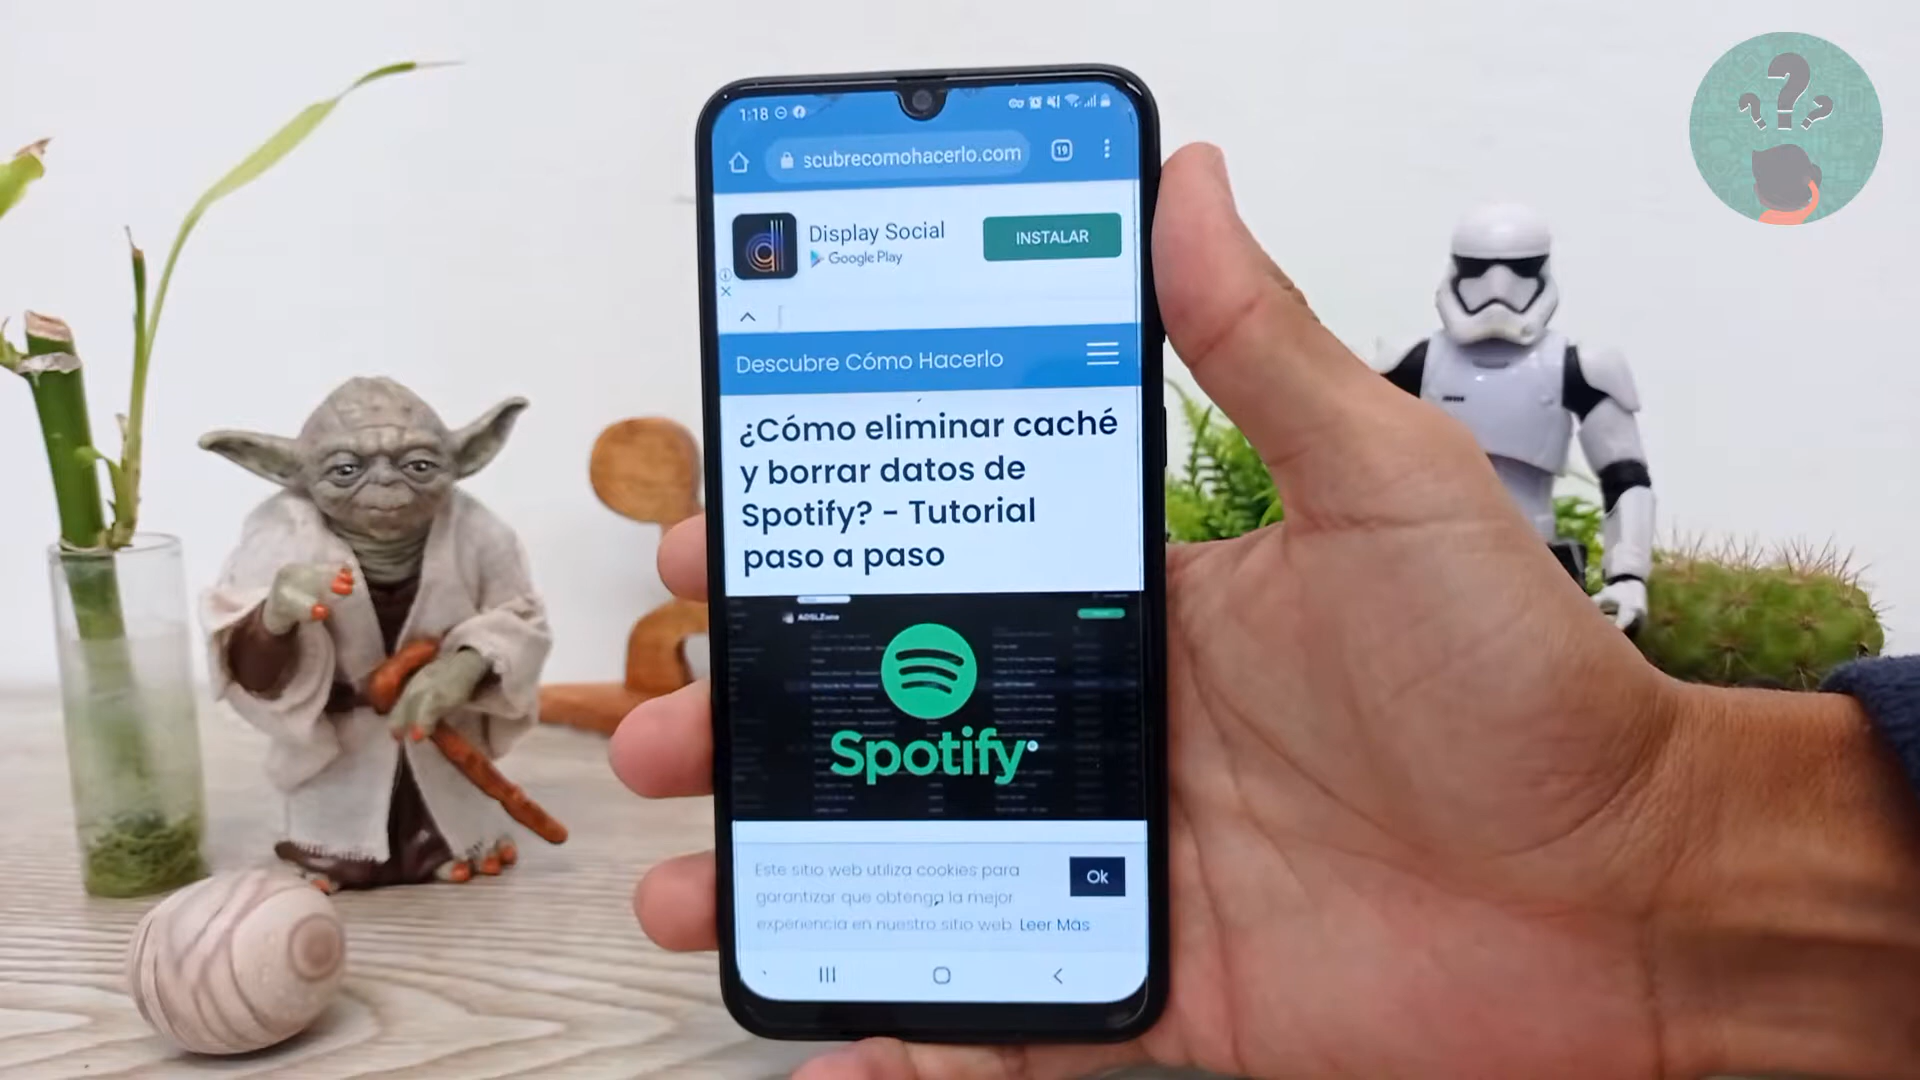 1:18
scubrecomohacerlo.com
19
Display Social
Google Play
INSTALAR
Descubre Cómo Hacerlo
¿Cómo eliminar caché
y borrar datos de
Spotify? - Tutorial
paso a paso
ADSLZone
Spotify
Este sitio web utiliza cookies para
garantizar que obtenga la mejor
experiencia en nuestro sitio web. Leer Más
Ok